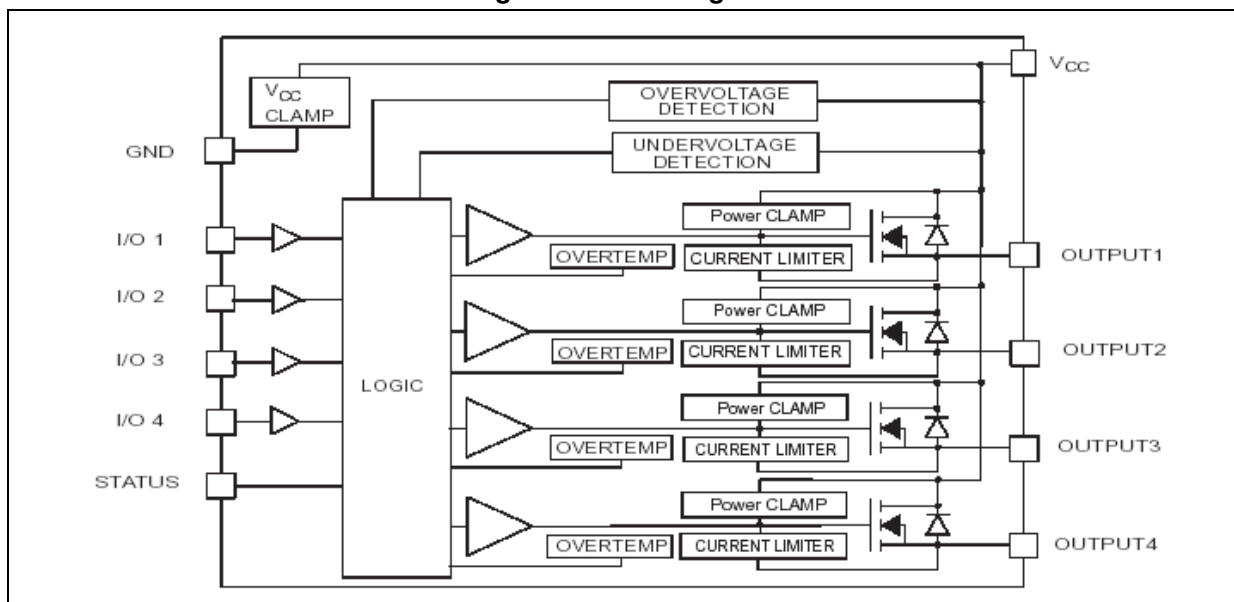 VCC
VCC
CLAMP
OVERVOLTAGE
DETECTION
GND
UNDERVOLTAGE
DETECTION
I/O 1
Power CLAMP
OVERTEMP
CURRENT LIMITER
OUTPUT1
I/O 2
Power CLAMP
OVERTEMP
CURRENT LIMITER
OUTPUT2
I/O 3
LOGIC
Power CLAMP
I/O 4
OVERTEMP
CURRENT LIMITER
OUTPUT3
STATUS
Power CLAMP
OVERTEMP
CURRENT LIMITER
OUTPUT4